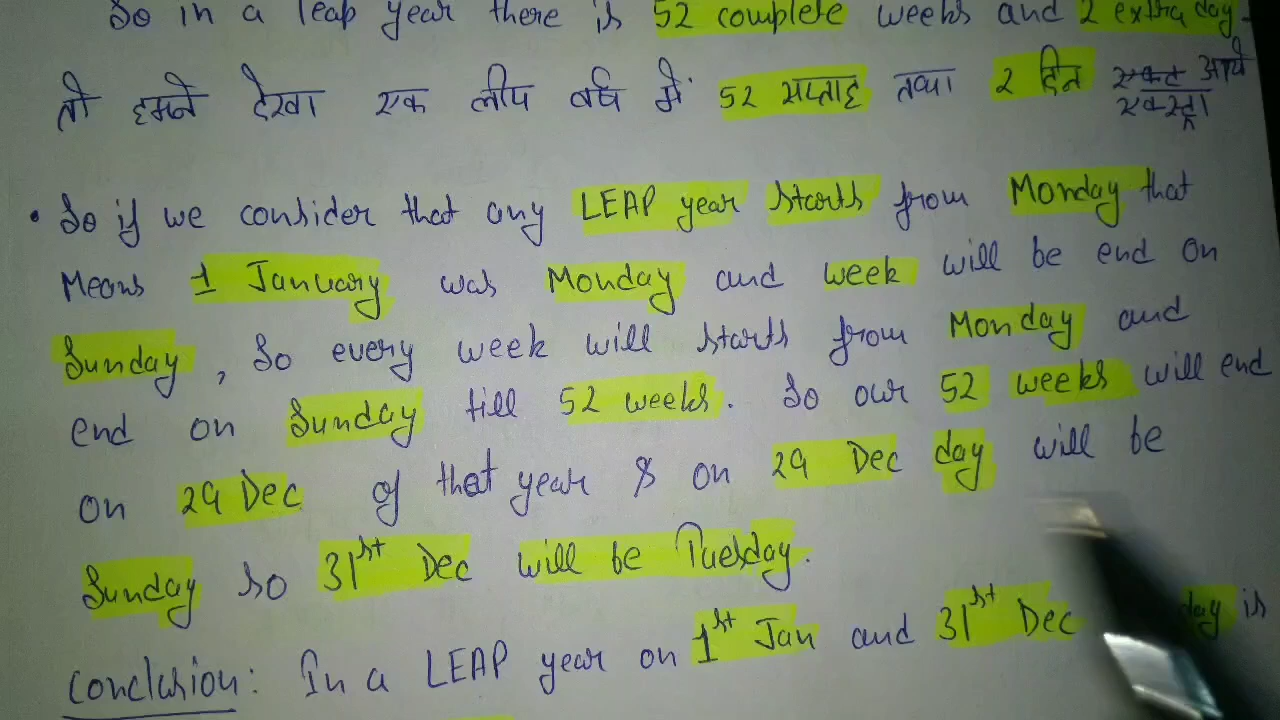 So in a leap year there is 52 complete weeks and 2 extra day.
तो हमने देखा एक लीप वर्ष में 52 सप्ताह तथा 2 दिन आये
एक्स्ट्रा
• So if we consider that any LEAP year starts from Monday that
Means 1 January was Monday and week will be end on
Sunday, So every week will starts from Monday and
end on Sunday till 52 weeks. So our 52 weeks will end
on 29 Dec of that year & on 29 Dec day will be
Sunday so 31st Dec will be Tuesday.
Conclusion: In a LEAP year on 1st Jan and 31st Dec day is